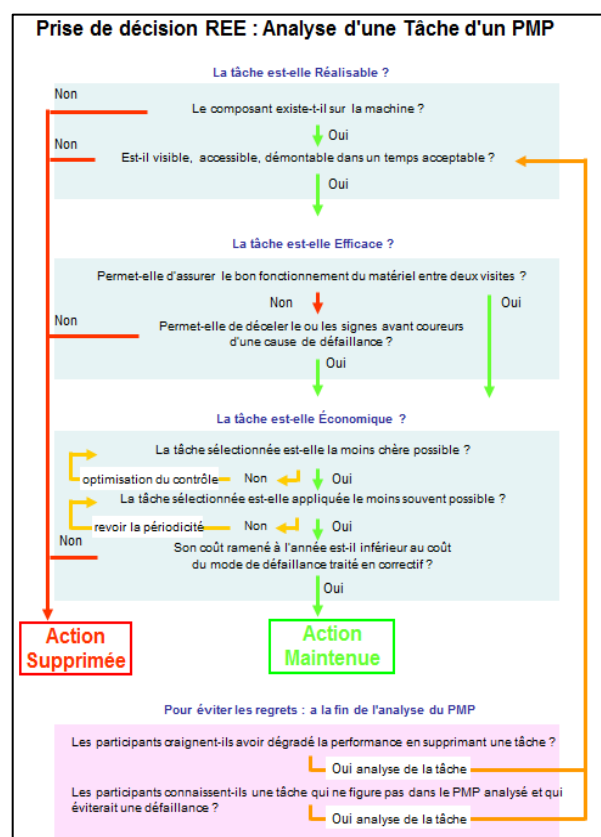 Prise de décision REE : Analyse d'une Tâche d'un PMP
La tâche est-elle Réalisable ?
Non
Le composant existe-t-il sur la machine ?
Oui
Non
Est-il visible, accessible, démontable dans un temps acceptable ?
Oui
La tâche est-elle Efficace ?
Permet-elle d'assurer le bon fonctionnement du matériel entre deux visites ?
Non
Oui
Non
Permet-elle de déceler le ou les signes avant coureurs
d'une cause de défaillance ?
Oui
La tâche est-elle Économique ?
La tâche sélectionnée est-elle la moins chère possible ?
optimisation du contrôle
Non
Oui
La tâche sélectionnée est-elle appliquée le moins souvent possible ?
revoir la périodicité
Non
Oui
Non
Son coût ramené à l'année est-il inférieur au coût
du mode de défaillance traité en correctif ?
Oui
Action
Supprimée
Action
Maintenue
Pour éviter les regrets : a la fin de l'analyse du PMP
Les participants craignent-ils avoir dégradé la performance en supprimant une tâche ?
Oui analyse de la tâche
Les participants connaissent-ils une tâche qui ne figure pas dans le PMP analysé et qui
éviterait une défaillance ?
Oui analyse de la tâche